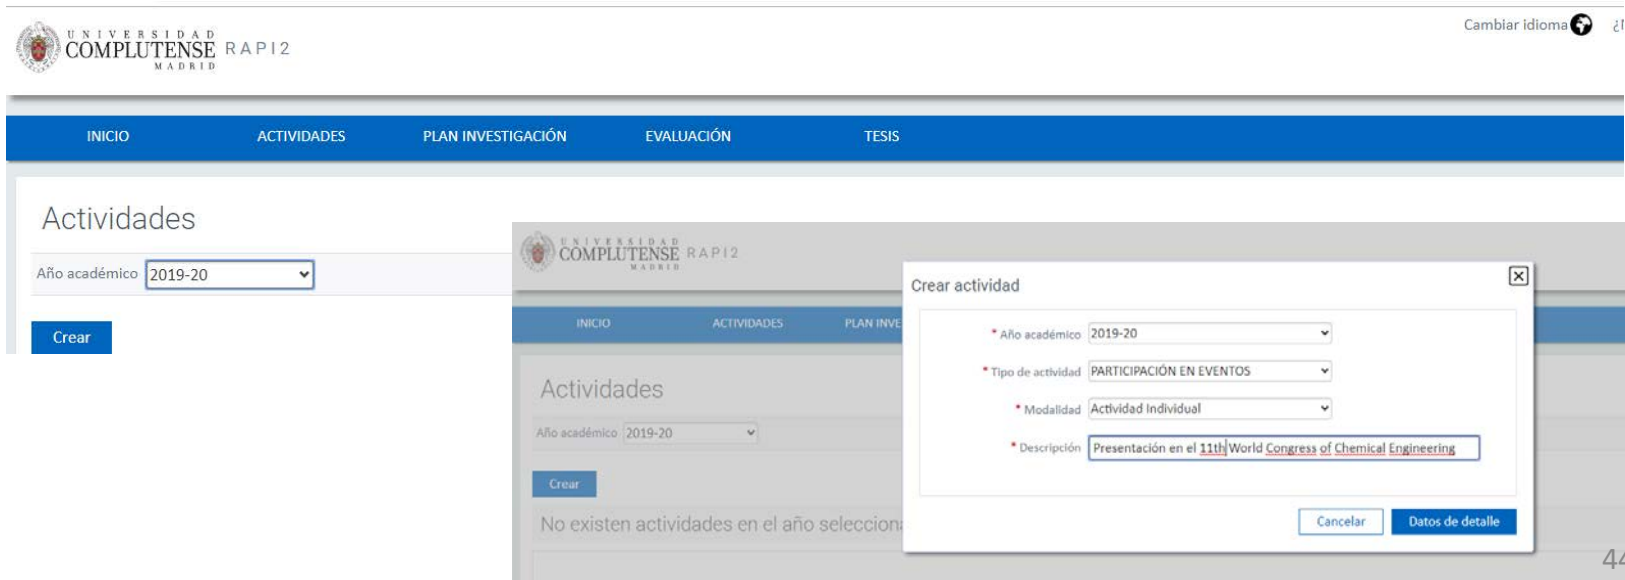 UNIVERSIDAD
COMPLUTENSE
MADRID
RAPI2
Cambiar idioma
INICIO ACTIVIDADES PLAN INVESTIGACIÓN EVALUACIÓN TESIS
Actividades
Año académico 2019-20
Crear
UNIVERSIDAD
COMPLUTENSE
MADRID
RAPI2
INICIO ACTIVIDADES PLAN INVE
Actividades
Año académico 2019-20
Crear
No existen actividades en el año selecciona
Crear actividad
* Año académico 2019-20
* Tipo de actividad PARTICIPACIÓN EN EVENTOS
* Modalidad Actividad Individual
* Descripción Presentación en el 11th World Congress of Chemical Engineering
Cancelar Datos de detalle
44